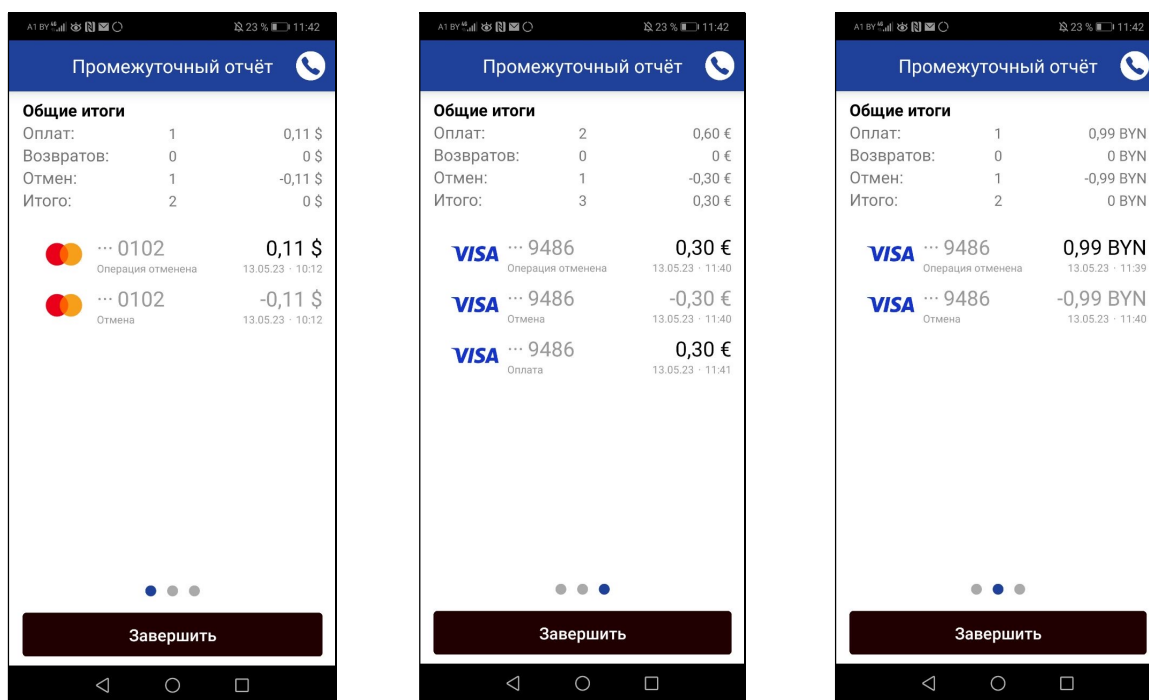 A1 BY 23 % 11:42
Промежуточный отчёт
Общие итоги
Оплат: 1 0,11 $
Возвратов: 0 0 $
Отмен: 1 -0,11 $
Итого: 2 0 $
··· 0102 0,11 $
Операция отменена 13.05.23 · 10:12
··· 0102 -0,11 $
Отмена 13.05.23 · 10:12
Завершить
A1 BY 23 % 11:42
Промежуточный отчёт
Общие итоги
Оплат: 2 0,60 €
Возвратов: 0 0 €
Отмен: 1 -0,30 €
Итого: 3 0,30 €
VISA ··· 9486 0,30 €
Операция отменена 13.05.23 · 11:40
VISA ··· 9486 -0,30 €
Отмена 13.05.23 · 11:40
VISA ··· 9486 0,30 €
Оплата 13.05.23 · 11:41
Завершить
A1 BY 23 % 11:42
Промежуточный отчёт
Общие итоги
Оплат: 1 0,99 BYN
Возвратов: 0 0 BYN
Отмен: 1 -0,99 BYN
Итого: 2 0 BYN
VISA ··· 9486 0,99 BYN
Операция отменена 13.05.23 · 11:39
VISA ··· 9486 -0,99 BYN
Отмена 13.05.23 · 11:40
Завершить